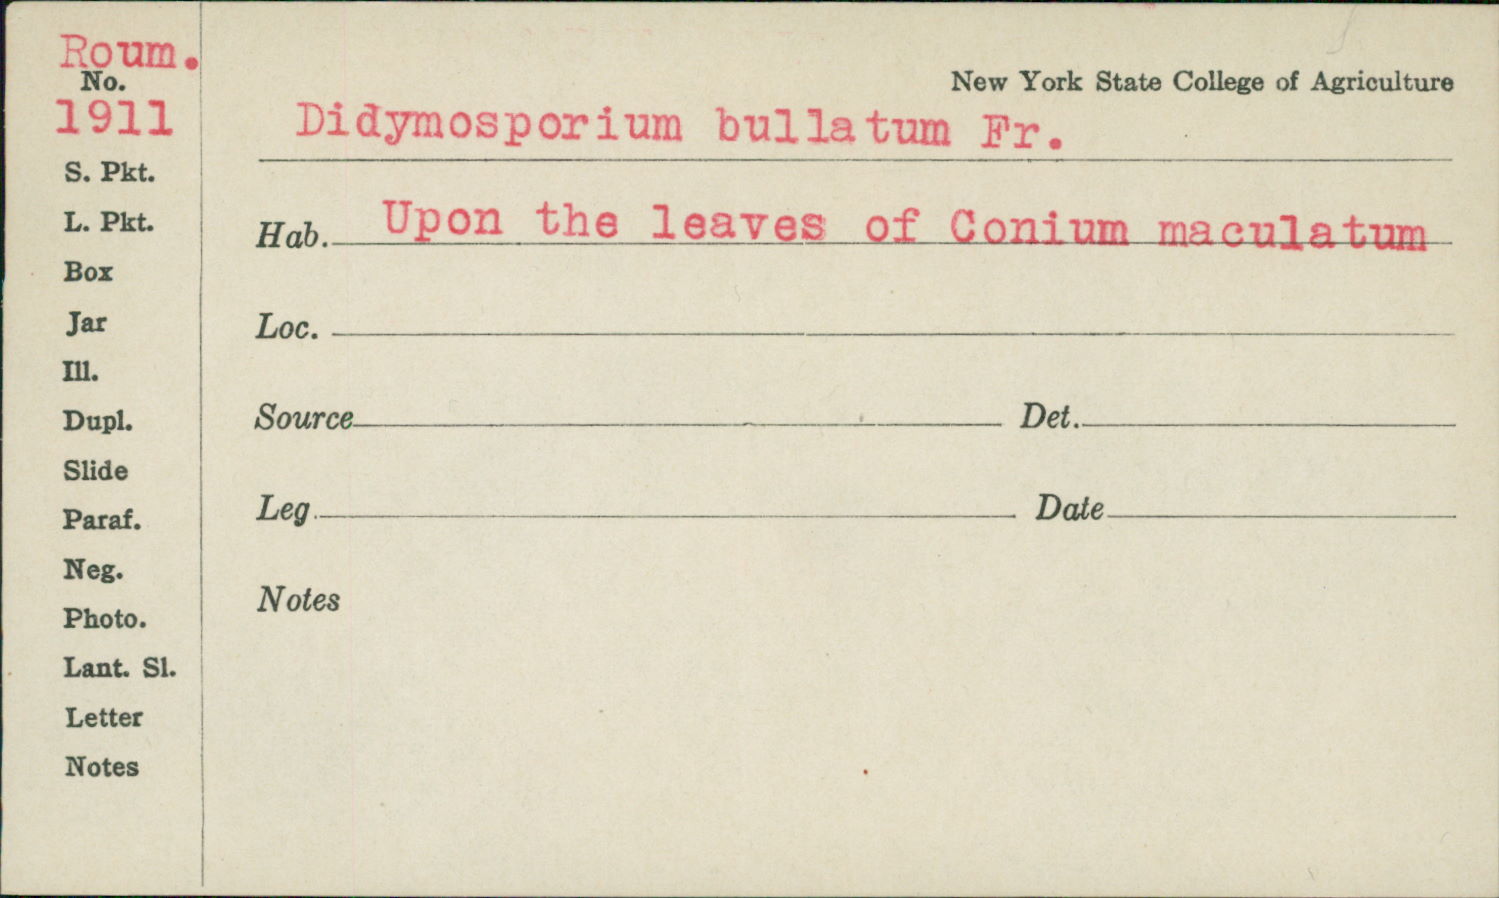 Roum.
No.
1911
New York State College of Agriculture
Didymosporium bullatum Fr.
Hab. Upon the leaves of Conium maculatum
Loc.
Source Det.
Leg. Date
Notes
S. Pkt.
L. Pkt.
Box
Jar
Ill.
Dupl.
Slide
Paraf.
Neg.
Photo.
Lant. Sl.
Letter
Notes